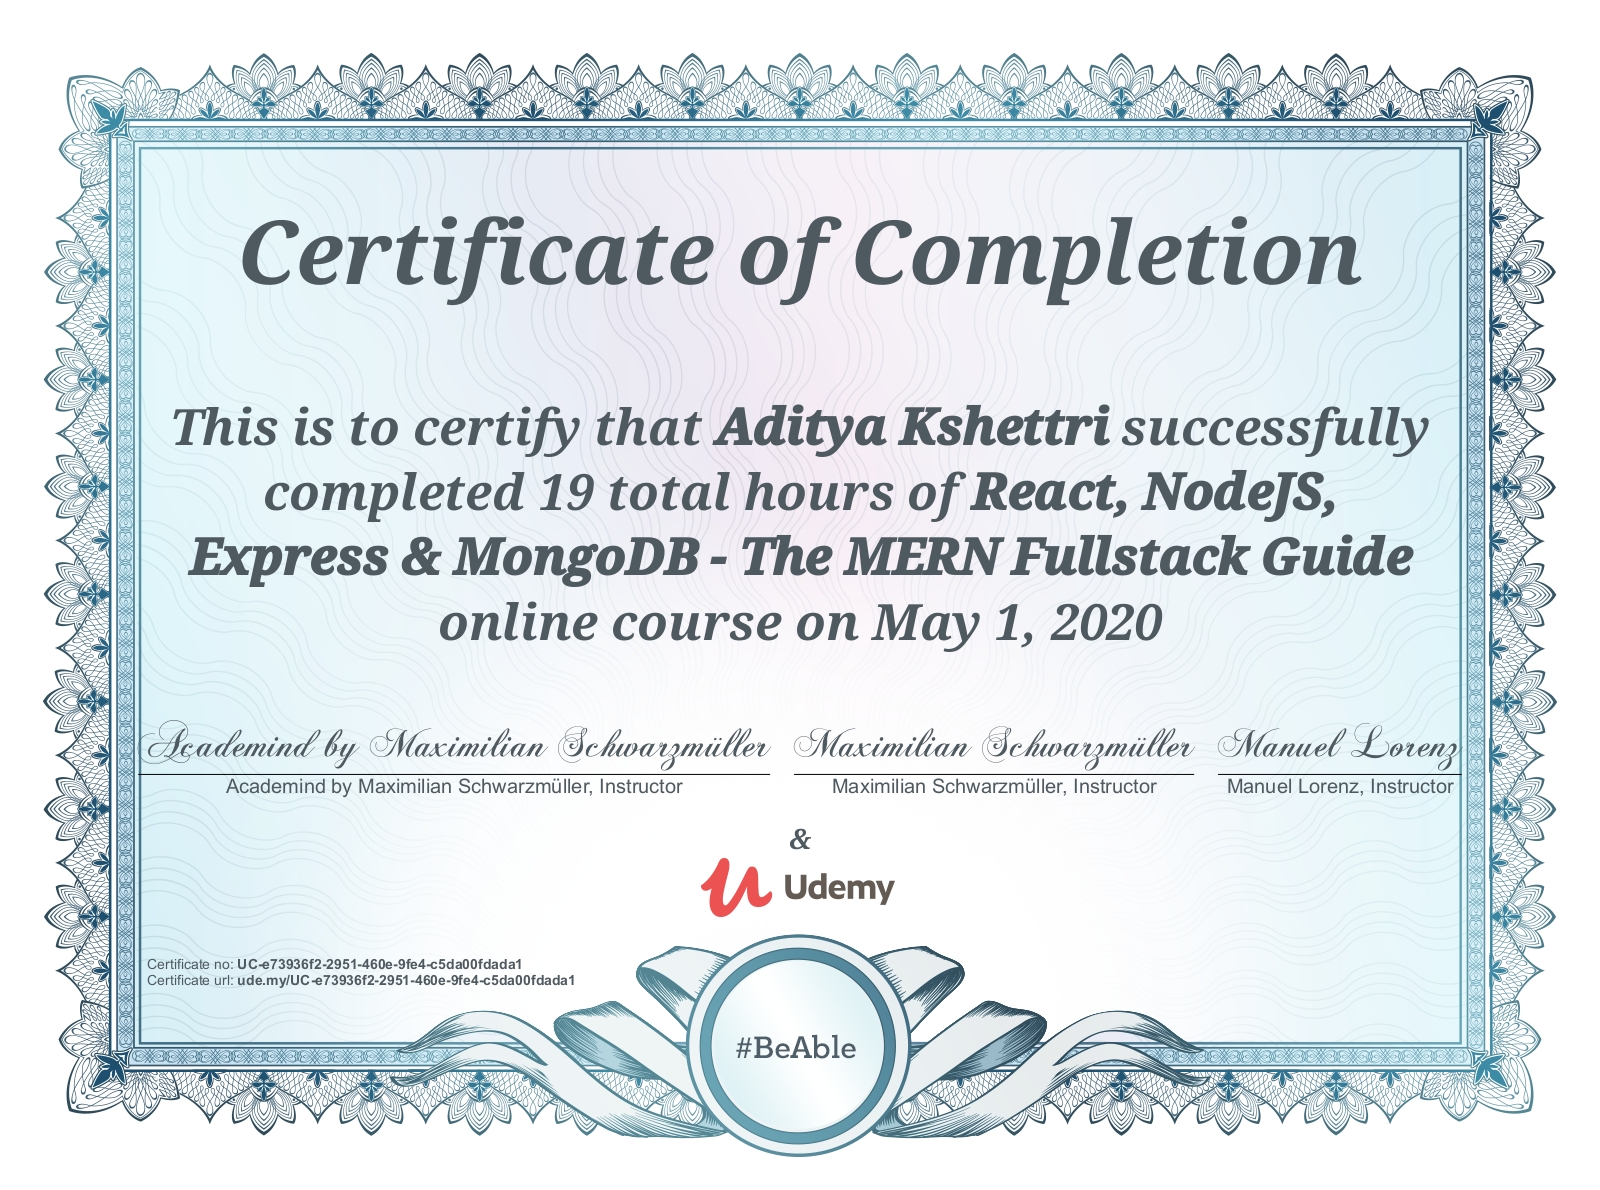 Certificate of Completion
This is to certify that Aditya Kshettri successfully
completed 19 total hours of React, NodeJS,
Express & MongoDB - The MERN Fullstack Guide
online course on May 1, 2020
Academind by Maximilian Schwarzmüller Maximilian Schwarzmüller Manuel Lorenz
Academind by Maximilian Schwarzmüller, Instructor Maximilian Schwarzmüller, Instructor Manuel Lorenz, Instructor
&
Udemy
Certificate no: UC-e73936f2-2951-460e-9fe4-c5da00fdada1
Certificate url: ude.my/UC-e73936f2-2951-460e-9fe4-c5da00fdada1
#BeAble